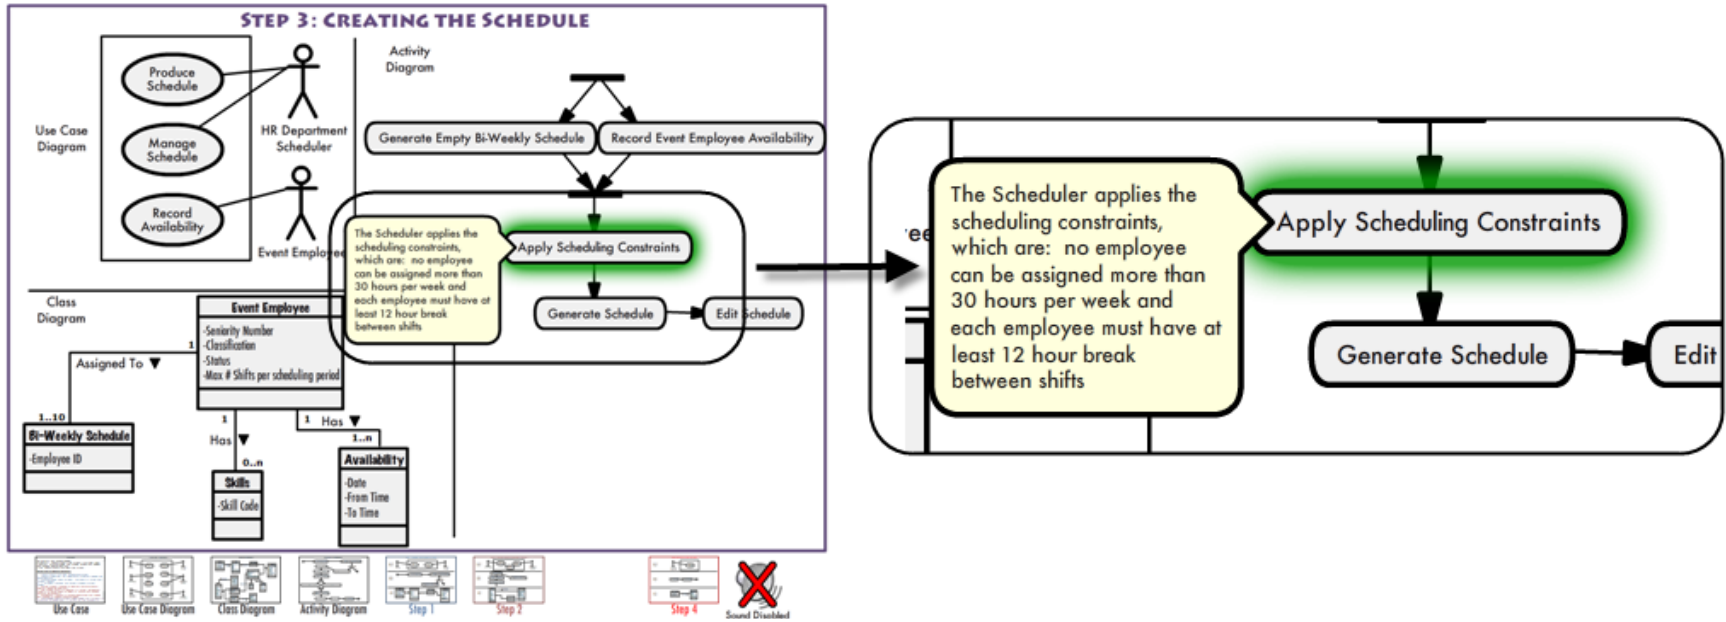 STEP 3: CREATING THE SCHEDULE
Activity
Diagram
Produce
Schedule
Use Case
Diagram
HR Department
Scheduler
Manage
Schedule
Generate Empty Bi-Weekly Schedule
Record Event Employee Availability
Record
Availability
Event Employee
The Scheduler applies the
scheduling constraints,
which are: no employee
can be assigned more than
30 hours per week and
each employee must have at
least 12 hour break
between shifts
Apply Scheduling Constraints
Generate Schedule
Edit Schedule
Class
Diagram
Event Employee
-Seniority Number
-Classification
-Status
-Max # Shifts per scheduling period
1
Assigned To ▼
1..10
Bi-Weekly Schedule
-Employee ID
1
Has ▼
0..n
Skills
-Skill Code
1
Has ▼
1..n
Availability
-Date
-From Time
-To Time
Use Case
Use Case Diagram
Class Diagram
Activity Diagram
Step 1
Step 2
Step 4
Sound Disabled
The Scheduler applies the
scheduling constraints,
which are: no employee
can be assigned more than
30 hours per week and
each employee must have at
least 12 hour break
between shifts
Apply Scheduling Constraints
Generate Schedule
Edit